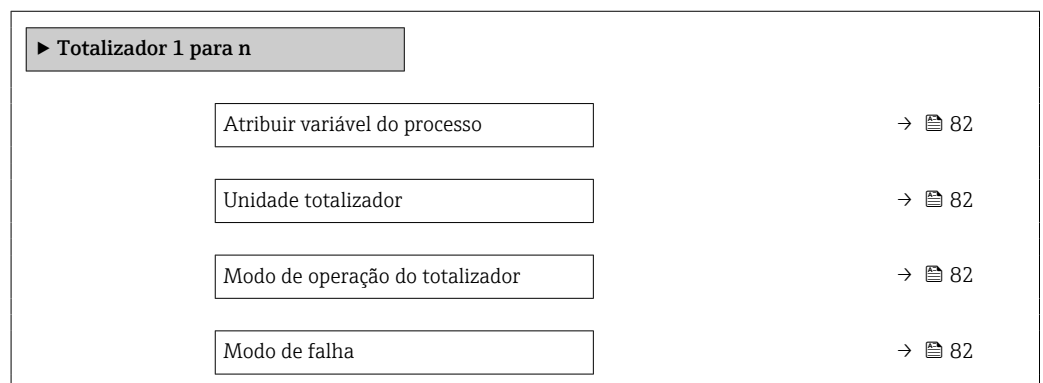 ▶ Totalizador 1 para n
Atribuir variável do processo → 82
Unidade totalizador → 82
Modo de operação do totalizador → 82
Modo de falha → 82